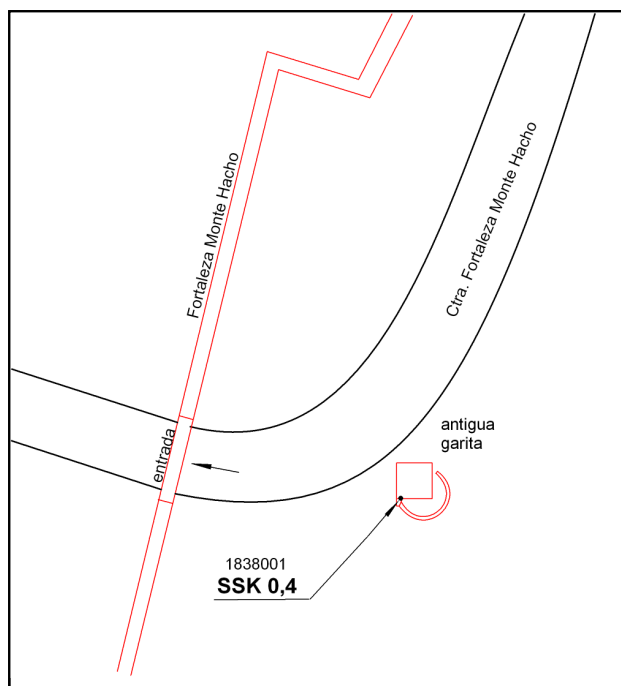 Fortaleza Monte Hacho
Ctra. Fortaleza Monte Hacho
entrada
antigua
garita
1838001
SSK 0,4